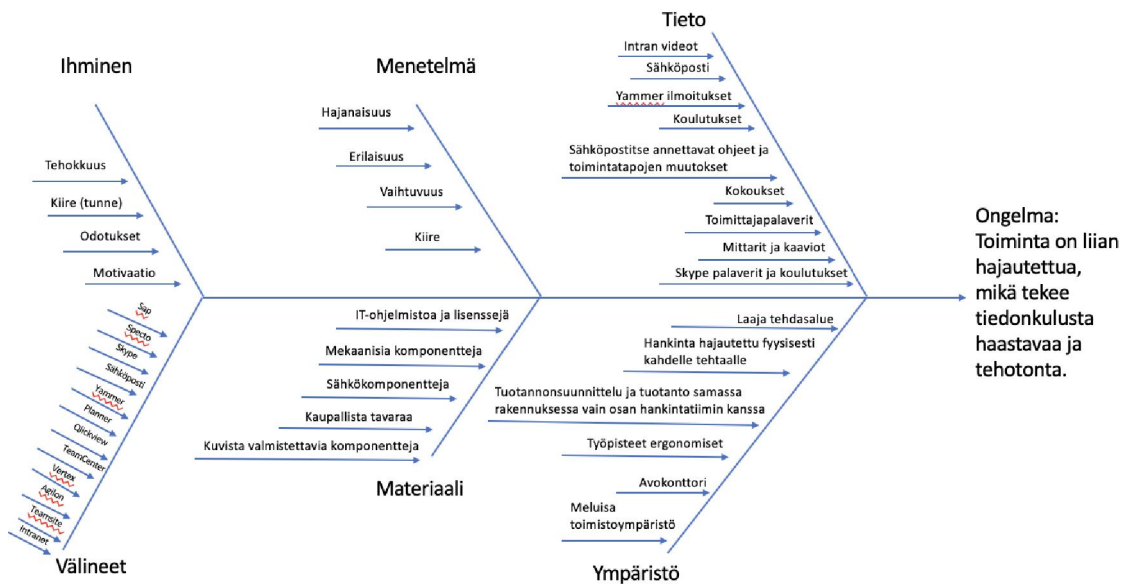 Ihminen
Tehokkuus
Kiire (tunne)
Odotukset
Motivaatio
Menetelmä
Hajanaisuus
Erilaisuus
Vaihtuvuus
Kiire
Tieto
Intran videot
Sähköposti
Yammer ilmoitukset
Koulutukset
Sähköpostitse annettavat ohjeet ja
toimintatapojen muutokset
Kokoukset
Toimittajapalaverit
Mittarit ja kaaviot
Skype palaverit ja koulutukset
Ongelma:
Toiminta on liian
hajautettua,
mikä tekee
tiedonkulusta
haastavaa ja
tehotonta.
Sap
Specto
Skype
Sähköposti
Yammer
Planner
Qlickview
TeamCenter
Vertex
Agilon
Teamsite
Intranet
Välineet
IT-ohjelmistoa ja lisenssejä
Mekaanisia komponentteja
Sähkökomponentteja
Kaupallista tavaraa
Kuvista valmistettavia komponentteja
Materiaali
Laaja tehdasalue
Hankinta hajautettu fyysisesti
kahdelle tehtaalle
Tuotannonsuunnittelu ja tuotanto samassa
rakennuksessa vain osan hankintatiimin kanssa
Työpisteet ergonomiset
Avokonttori
Meluisa
toimistoympäristö
Ympäristö